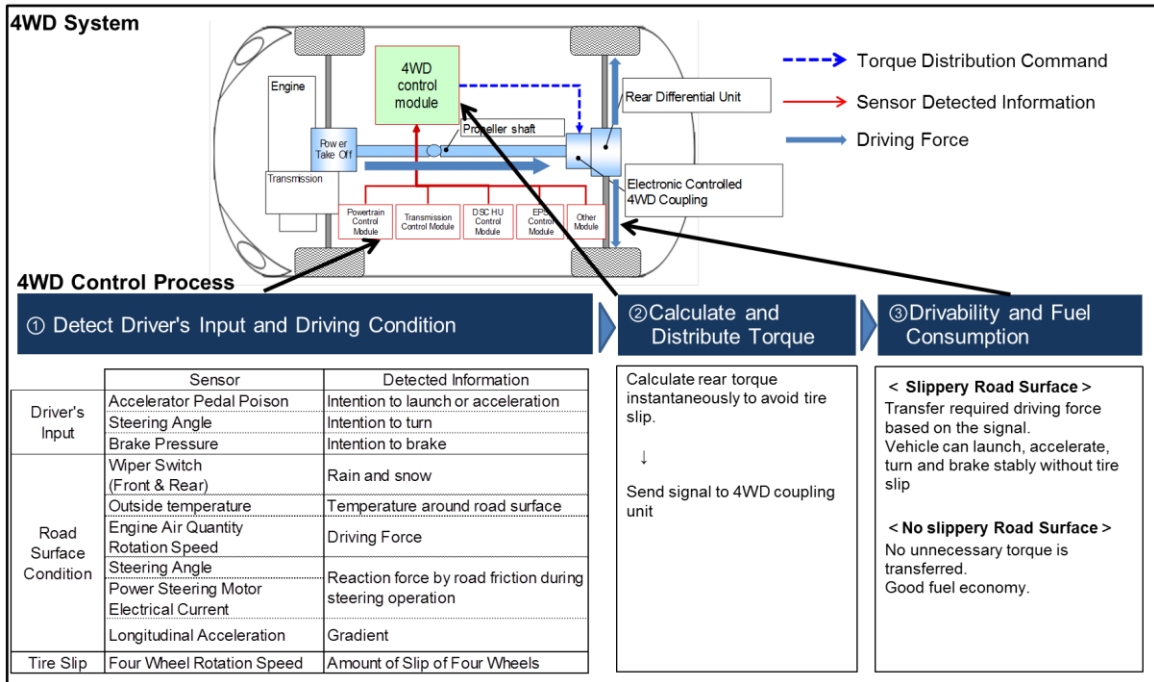 4WD System
4WD
control
module
Engine
Power
Take Off
Transmission
Propeller shaft
Rear Differential Unit
Electronic Controlled
4WD Coupling
Powertrain
Control
Module
Transmission
Control Module
DSC HU
Control
Module
EPS
Control
Module
Other
Module
Torque Distribution Command
Sensor Detected Information
Driving Force
4WD Control Process
① Detect Driver's Input and Driving Condition
②Calculate and
Distribute Torque
③Drivability and Fuel
Consumption
Sensor Detected Information
Driver's
Input
Accelerator Pedal Poison Intention to launch or acceleration
Steering Angle Intention to turn
Brake Pressure Intention to brake
Road
Surface
Condition
Wiper Switch
(Front & Rear)
Rain and snow
Outside temperature Temperature around road surface
Engine Air Quantity
Rotation Speed
Driving Force
Steering Angle
Power Steering Motor
Electrical Current
Reaction force by road friction during
steering operation
Longitudinal Acceleration Gradient
Tire Slip Four Wheel Rotation Speed Amount of Slip of Four Wheels
Calculate rear torque
instantaneously to avoid tire
slip.
↓
Send signal to 4WD coupling
unit
< Slippery Road Surface >
Transfer required driving force
based on the signal.
Vehicle can launch, accelerate,
turn and brake stably without tire
slip
< No slippery Road Surface >
No unnecessary torque is
transferred.
Good fuel economy.